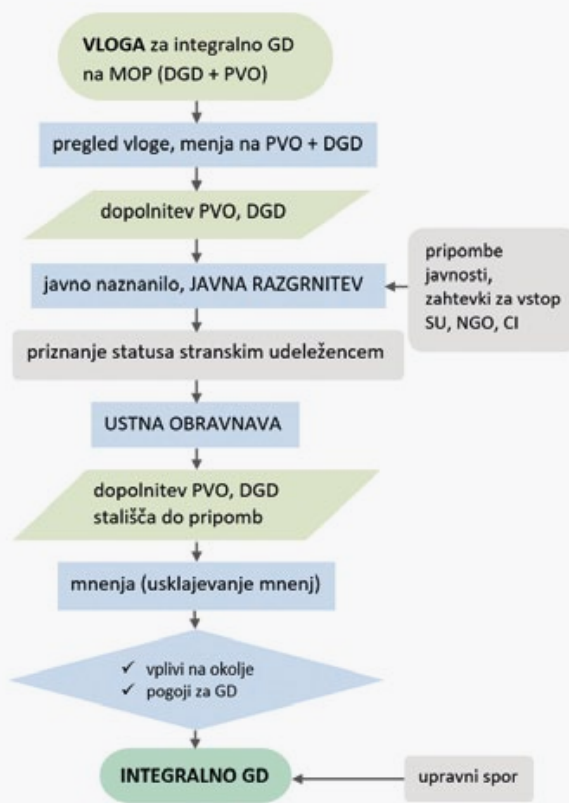 VLOGA za integralno GD
na MOP (DGD + PVO)
pregled vloge, menja na PVO + DGD
dopolnitev PVO, DGD
javno naznanilo, JAVNA RAZGRNITEV
pripombe
javnosti,
zahtevki za vstop
SU, NGO, CI
priznanje statusa stranskim udeležencem
USTNA OBRAVNAVA
dopolnitev PVO, DGD
stališča do pripomb
mnenja (usklajevanje mnenj)
✓ vplivi na okolje
✓ pogoji za GD
INTEGRALNO GD
upravni spor